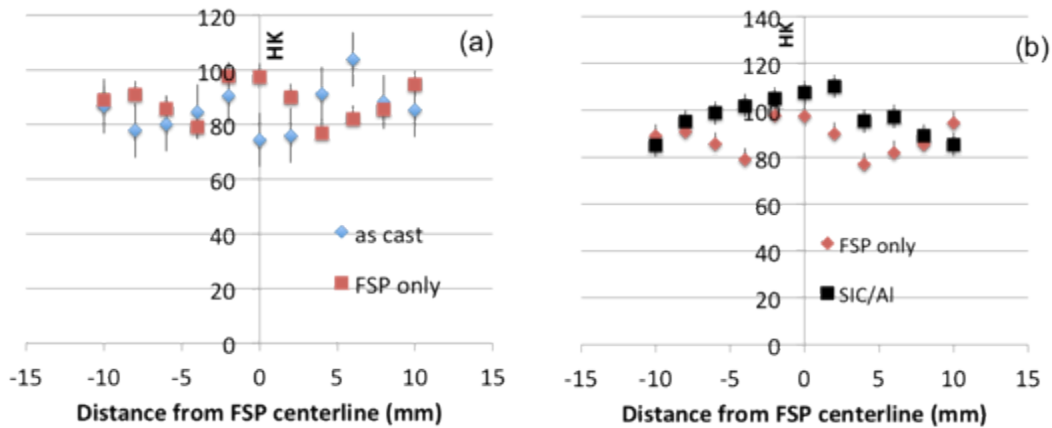 120
100
80
60
40
20
0
HK
(a)
as cast
FSP only
-15 -10 -5 0 5 10 15
Distance from FSP centerline (mm)
140
120
100
80
60
40
20
0
HK
(b)
FSP only
SIC/Al
-15 -10 -5 0 5 10 15
Distance from FSP centerline (mm)